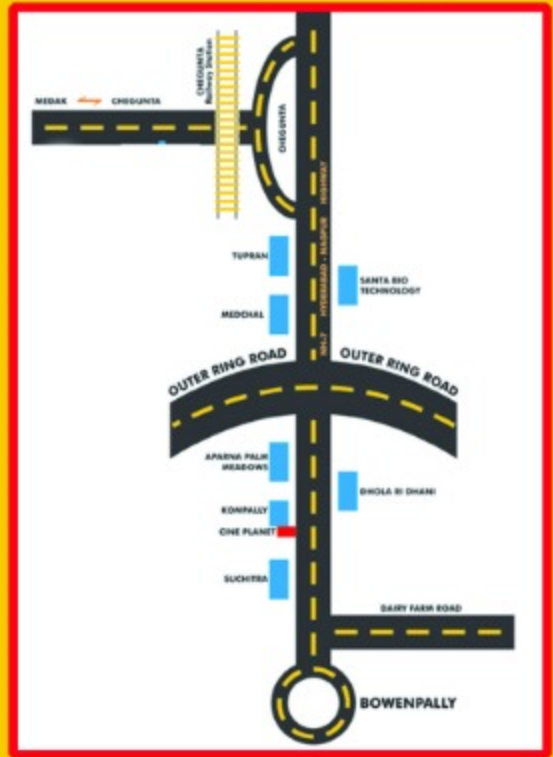 CHEGUNTA
Railway Station
MEDAK
CHEGUNTA
CHEGUNTA
NH-7 HYDERABAD - NAGPUR HIGHWAY
TUPRAN
SANTA BIO
TECHNOLOGY
MEDCHAL
OUTER RING ROAD
OUTER RING ROAD
APARNA PALM
MEADOWS
DHOLA RI DHANI
KONPALLY
CINE PLANET
SUCHITRA
DAIRY FARM ROAD
BOWENPALLY